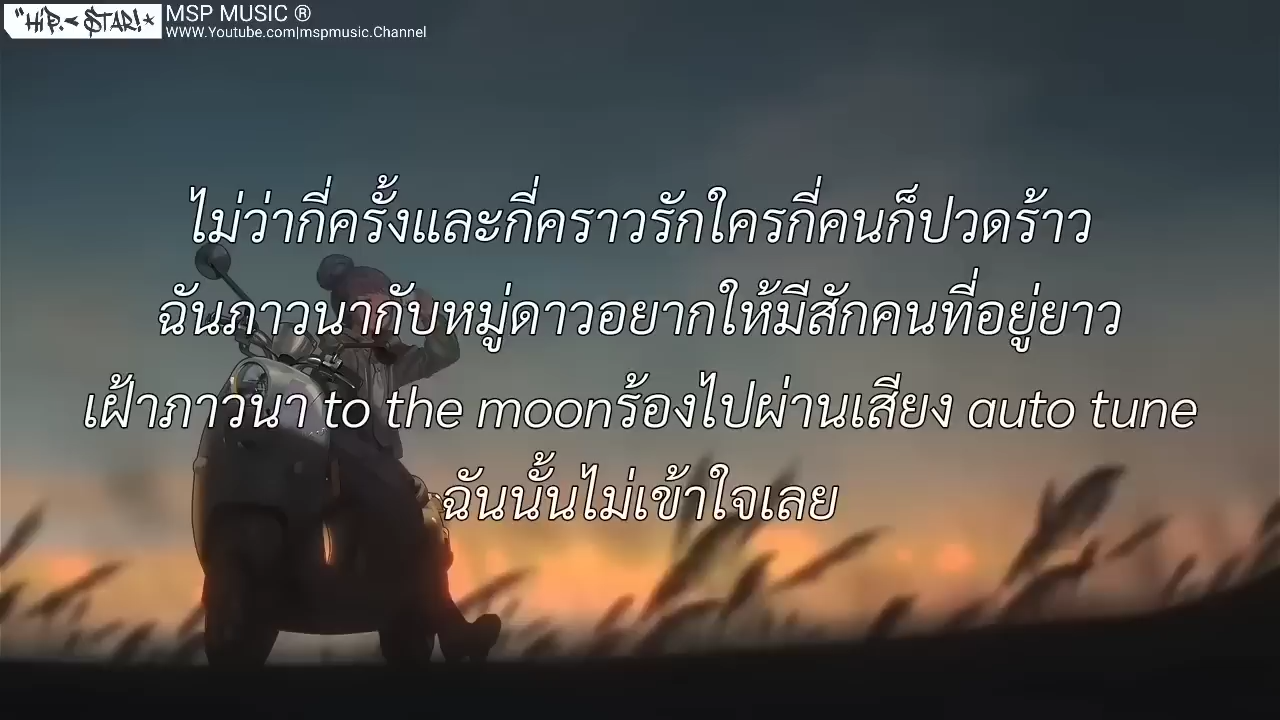 "HiP.< STAR!*
MSP MUSIC ®
WWW.Youtube.com|mspmusic.Channel
ไม่ว่ากี่ครั้งและกี่คราวรักใครกี่คนก็ปวดร้าว
ฉันภาวนากับหมู่ดาวอยากให้มีสักคนที่อยู่ยาว
เฝ้าภาวนา to the moonร้องไปผ่านเสียง auto tune
ฉันนั้นไม่เข้าใจเลย